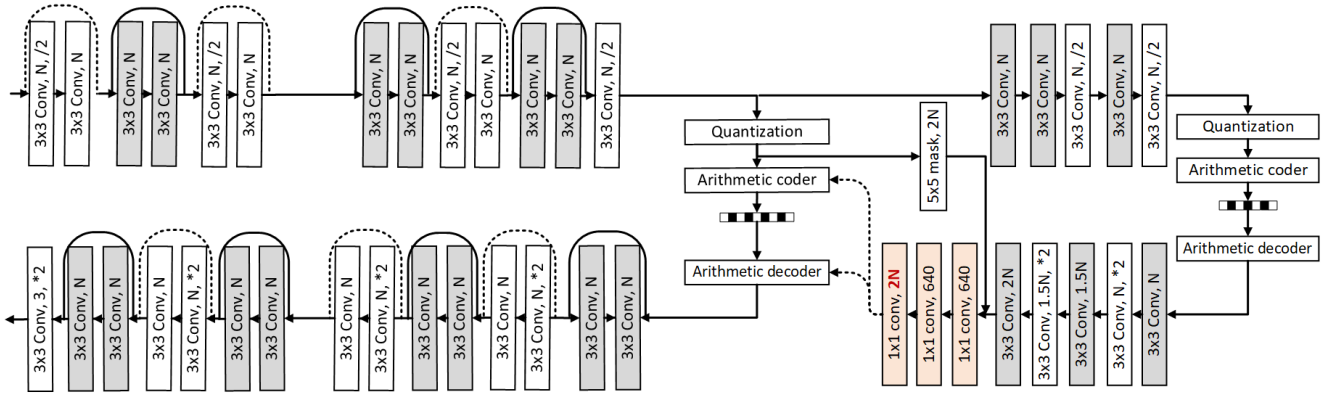 3x3 Conv, N, /2
3x3 Conv, N
3x3 Conv, N
3x3 Conv, N
3x3 Conv, N, /2
3x3 Conv, N
3x3 Conv, N
3x3 Conv, N
3x3 Conv, N, /2
3x3 Conv, N
3x3 Conv, N
3x3 Conv, N
3x3 Conv, N, /2
Quantization
Arithmetic coder
Arithmetic decoder
5x5 mask, 2N
3x3 Conv, N
3x3 Conv, N
3x3 Conv, N, /2
3x3 Conv, N
3x3 Conv, N, /2
Quantization
Arithmetic coder
Arithmetic decoder
3x3 Conv, 3, *2
3x3 Conv, N
3x3 Conv, N
3x3 Conv, N
3x3 Conv, N, *2
3x3 Conv, N
3x3 Conv, N
3x3 Conv, N
3x3 Conv, N, *2
3x3 Conv, N
3x3 Conv, N
3x3 Conv, N
3x3 Conv, N, *2
3x3 Conv, N
3x3 Conv, N
1x1 conv, 2N
1x1 conv, 640
1x1 conv, 640
3x3 Conv, 2N
3x3 Conv, 1.5N, *2
3x3 Conv, 1.5N
3x3 Conv, N, *2
3x3 Conv, N